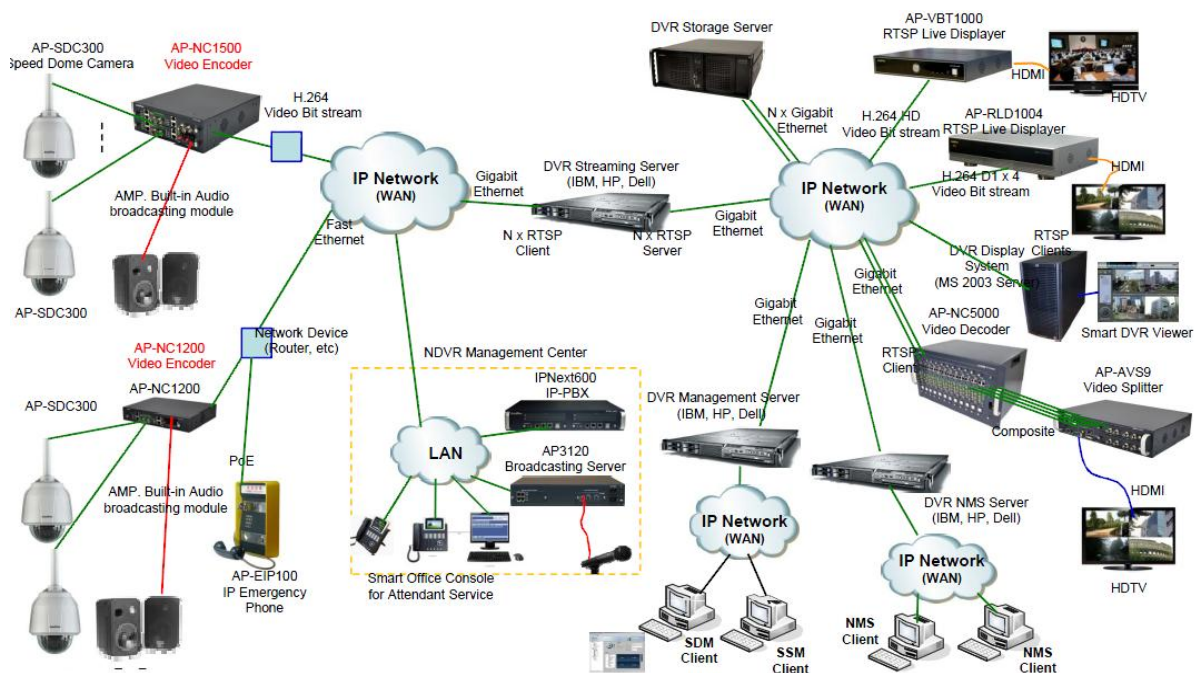 AP-SDC300
Speed Dome Camera
AP-NC1500
Video Encoder
H.264
Video Bit stream
AMP. Built-in Audio
broadcasting module
AP-SDC300
IP Network
(WAN)
Fast
Ethernet
Gigabit
Ethernet
DVR Streaming Server
(IBM, HP, Dell)
N x RTSP
Client
N x RTSP
Server
Gigabit
Ethernet
DVR Storage Server
N x Gigabit
Ethernet
IP Network
(WAN)
AP-VBT1000
RTSP Live Displayer
HDMI
HDTV
H.264 HD
Video Bit stream
AP-RLD1004
RTSP Live Displayer
HDMI
H.264 D1 x 4
Video Bit stream
RTSP
Clients
DVR Display
System
(MS 2003 Server)
Smart DVR Viewer
Gigabit
Ethernet
Gigabit
Ethernet
Gigabit
Ethernet
AP-NC5000
Video Decoder
RTSP
Client
AP-AVS9
Video Splitter
Composite
HDMI
HDTV
Network Device
(Router, etc)
AP-NC1200
Video Encoder
AP-NC1200
AP-SDC300
PoE
AMP. Built-in Audio
broadcasting module
AP-EIP100
IP Emergency
Phone
NDVR Management Center
IPNext600
IP-PBX
LAN
AP3120
Broadcasting Server
Smart Office Console
for Attendant Service
DVR Management Server
(IBM, HP, Dell)
IP Network
(WAN)
SDM
Client
SSM
Client
DVR NMS Server
(IBM, HP, Dell)
IP Network
(WAN)
NMS
Client
NMS
Client